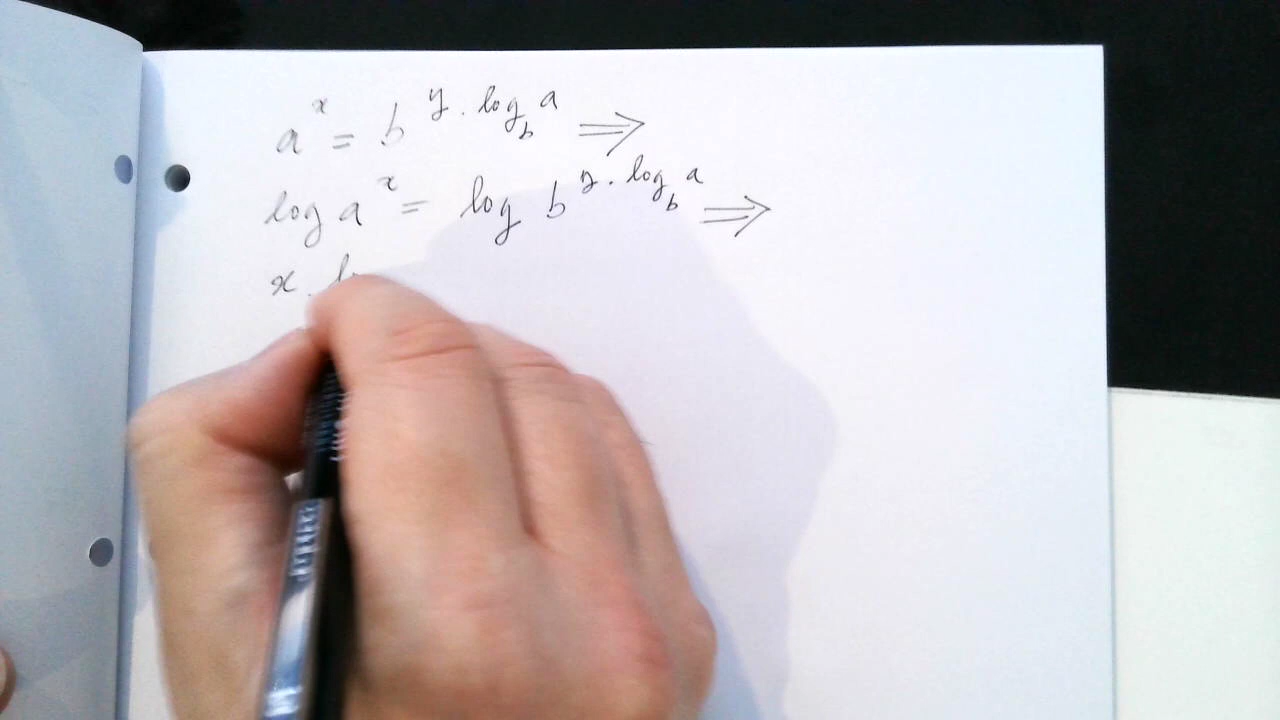 a^x = b^{y · log_b a} ⟹
log a^x = log b^{y · log_b a} ⟹
x ·